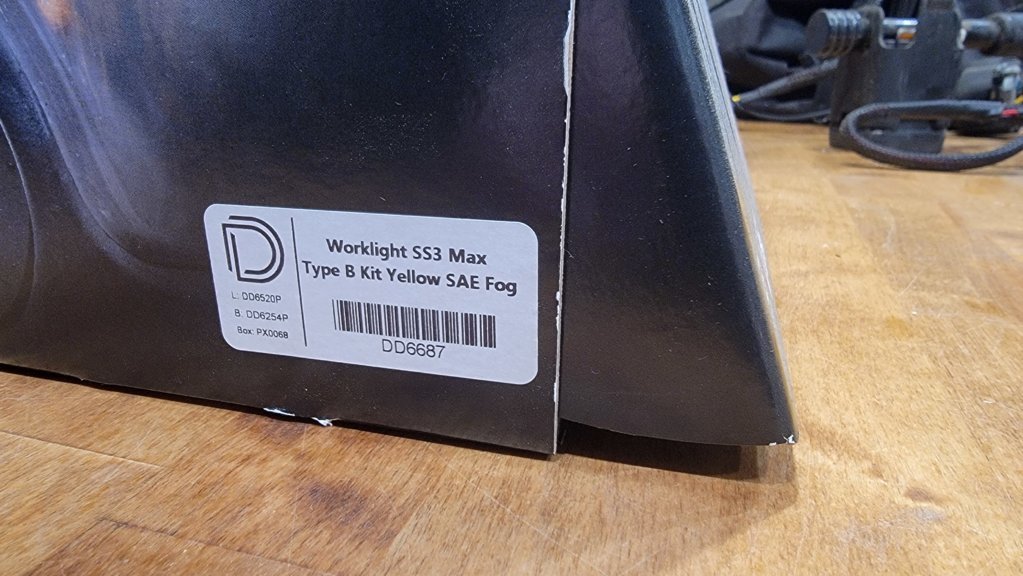 Worklight SS3 Max
Type B Kit Yellow SAE Fog
L: DD6520P
B: DD6254P
Box: PX0068
DD6687